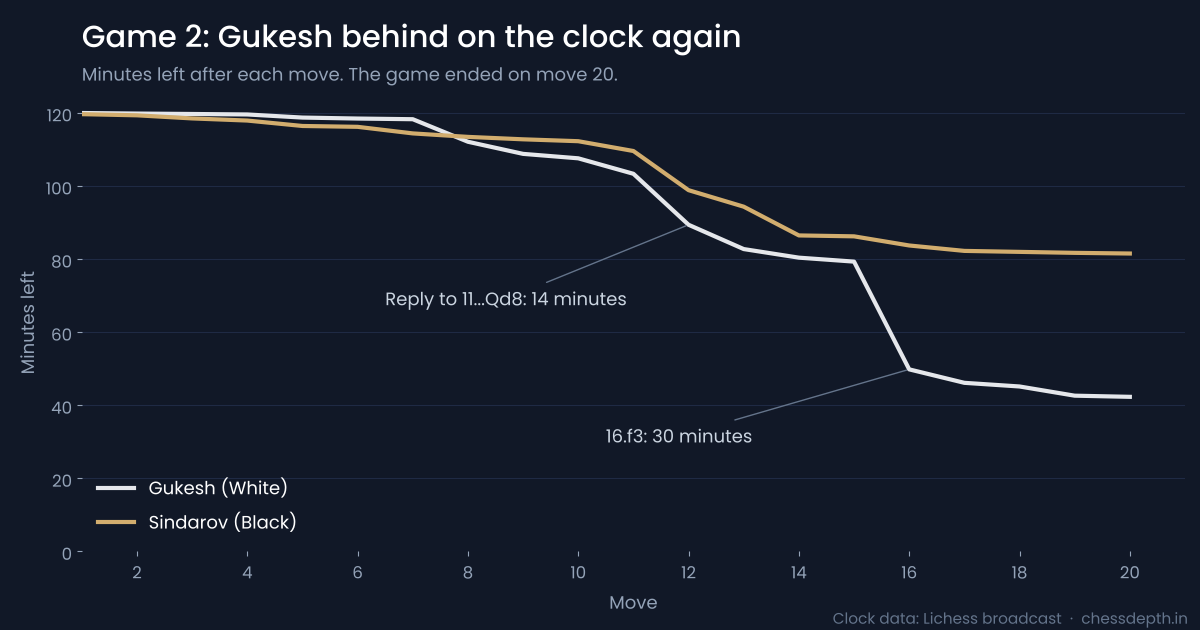 Game 2: Gukesh behind on the clock again
Minutes left after each move. The game ended on move 20.
120
100
80
60
40
20
0
Minutes left
Reply to 11...Qd8: 14 minutes
16.f3: 30 minutes
Gukesh (White)
Sindarov (Black)
2 4 6 8 10 12 14 16 18 20
Move
Clock data: Lichess broadcast · chessdepth.in